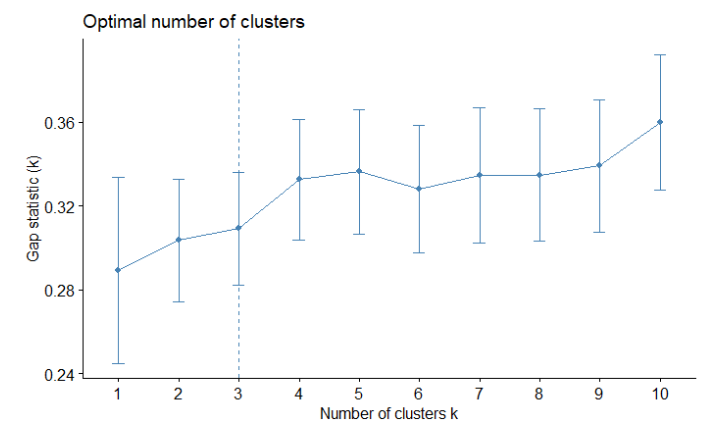 Optimal number of clusters
Gap statistic (k)
0.36
0.32
0.28
0.24
1 2 3 4 5 6 7 8 9 10
Number of clusters k